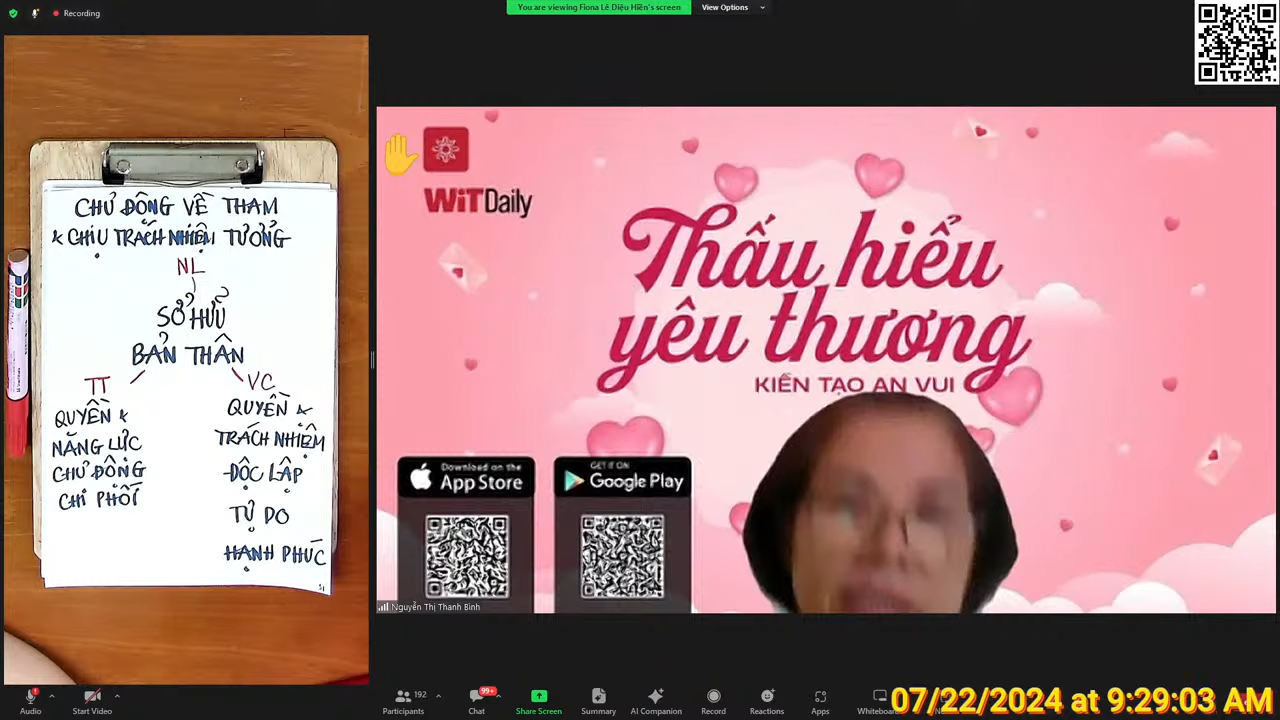 Recording
You are viewing Fiona Lê Diệu Hiền's screen
View Options
CHỦ ĐỘNG VỀ THAM
& CHỊU TRÁCH NHIỆM TƯỞNG
NL
SỞ HỮU
BẢN THÂN
TT
VC
QUYỀN &
NĂNG LỰC
CHỦ ĐỘNG
CHI PHỐI
QUYỀN &
TRÁCH NHIỆM
ĐỘC LẬP
TỰ DO
HẠNH PHÚC
WiTDaily
Thấu hiểu
yêu thương
KIẾN TẠO AN VUI
Download on the
App Store
GET IT ON
Google Play
Nguyễn Thị Thanh Bình
Audio
Start Video
Participants
192
Chat
99+
Share Screen
Summary
AI Companion
Record
Reactions
Apps
Whiteboards
07/22/2024 at 9:29:03 AM